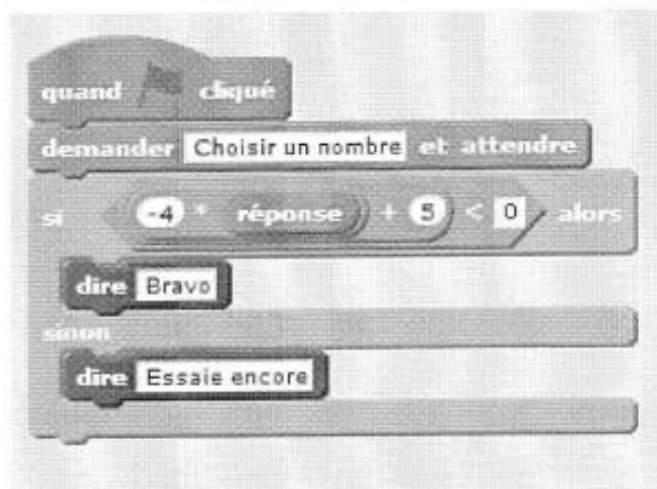 quand cliqué
demander Choisir un nombre et attendre
si -4 * réponse + 5 < 0 alors
dire Bravo
sinon
dire Essaie encore